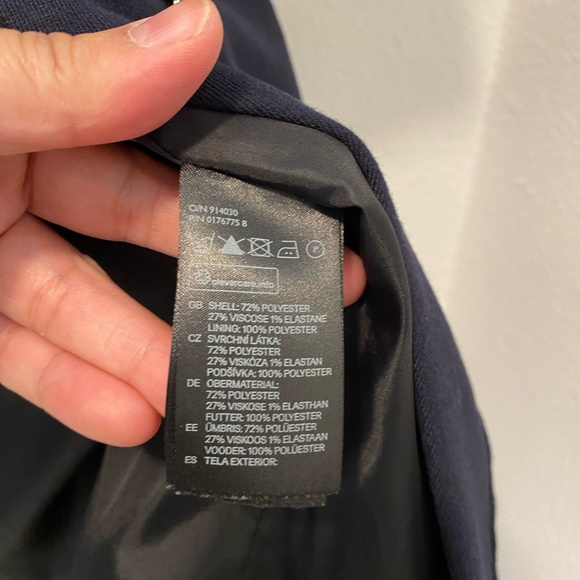 O/N 914030
P/N 0176775 8
clevercare.info
GB SHELL: 72% POLYESTER
27% VISCOSE 1% ELASTANE
LINING: 100% POLYESTER
CZ SVRCHNÍ LÁTKA:
72% POLYESTER
27% VISKÓZA 1% ELASTAN
PODŠÍVKA: 100% POLYESTER
DE OBERMATERIAL:
72% POLYESTER
27% VISKOSE 1% ELASTHAN
FUTTER: 100% POLYESTER
EE ÜMBRIS: 72% POLÜESTER
27% VISKOOS 1% ELASTAAN
VOODER: 100% POLÜESTER
ES TELA EXTERIOR: